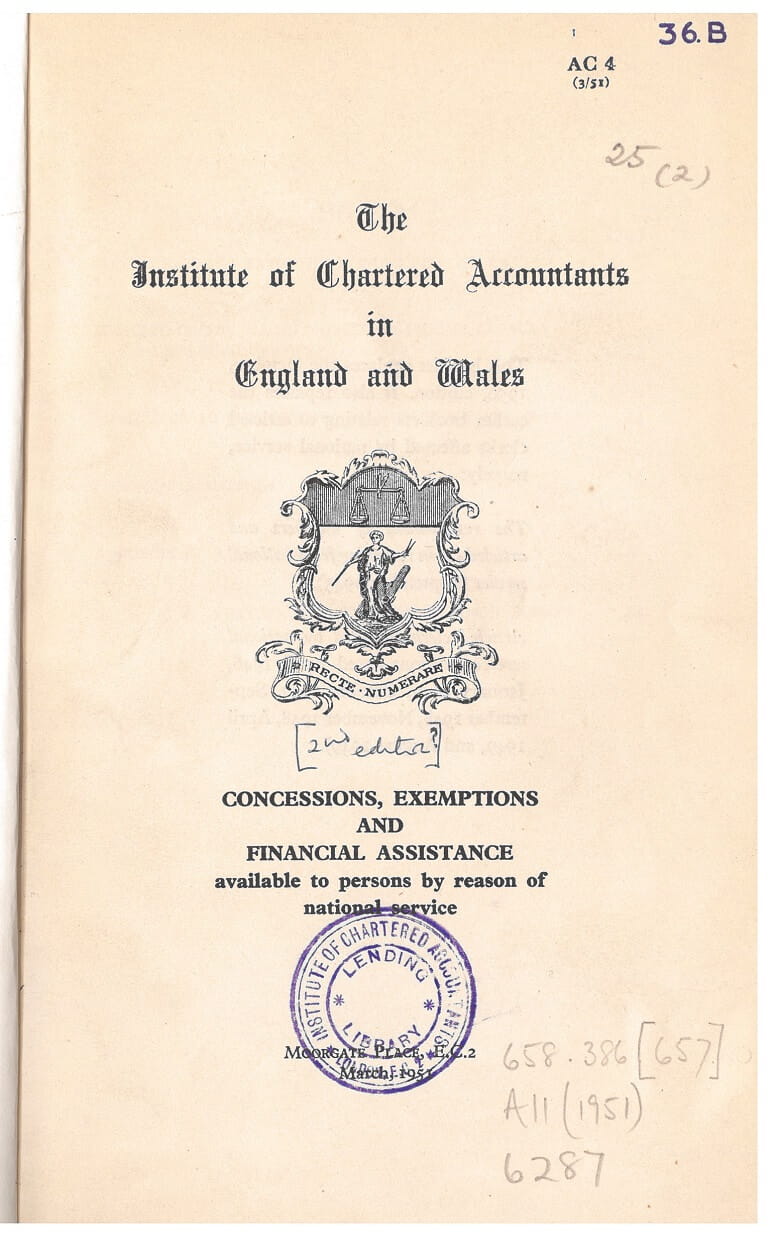 36.B
AC 4
(3/51)
25 (2)
The
Institute of Chartered Accountants
in
England and Wales
RECTE · NUMERARE
[2nd edition?]
CONCESSIONS, EXEMPTIONS
AND
FINANCIAL ASSISTANCE
available to persons by reason of
national service
INSTITUTE OF CHARTERED ACCOUNTANTS
LENDING
LIBRARY
LONDON, E.C.2
Moorgate Place, E.C.2
March, 1951
658.386 [657]
A11 (1951)
6287